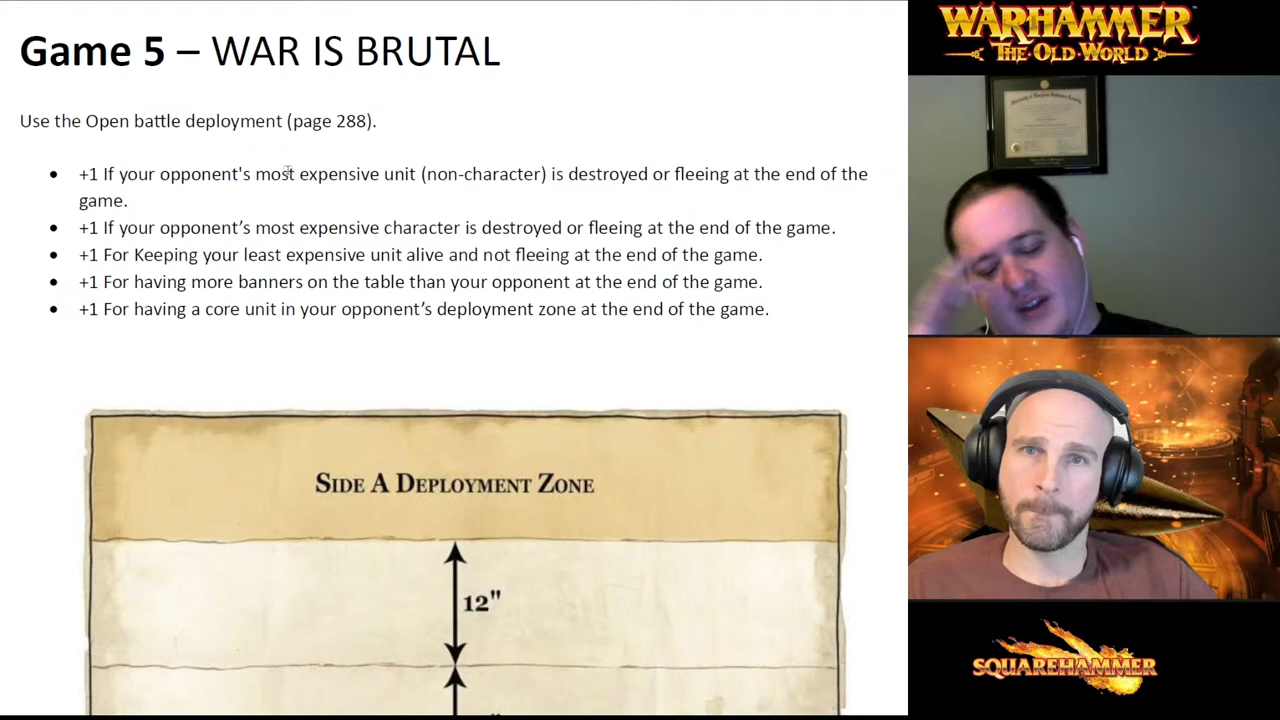 Game 5 – WAR IS BRUTAL
Use the Open battle deployment (page 288).
• +1 If your opponent's most expensive unit (non-character) is destroyed or fleeing at the end of the
game.
• +1 If your opponent’s most expensive character is destroyed or fleeing at the end of the game.
• +1 For Keeping your least expensive unit alive and not fleeing at the end of the game.
• +1 For having more banners on the table than your opponent at the end of the game.
• +1 For having a core unit in your opponent’s deployment zone at the end of the game.
SIDE A DEPLOYMENT ZONE
12"
WARHAMMER
THE OLD WORLD
SQUAREHAMMER